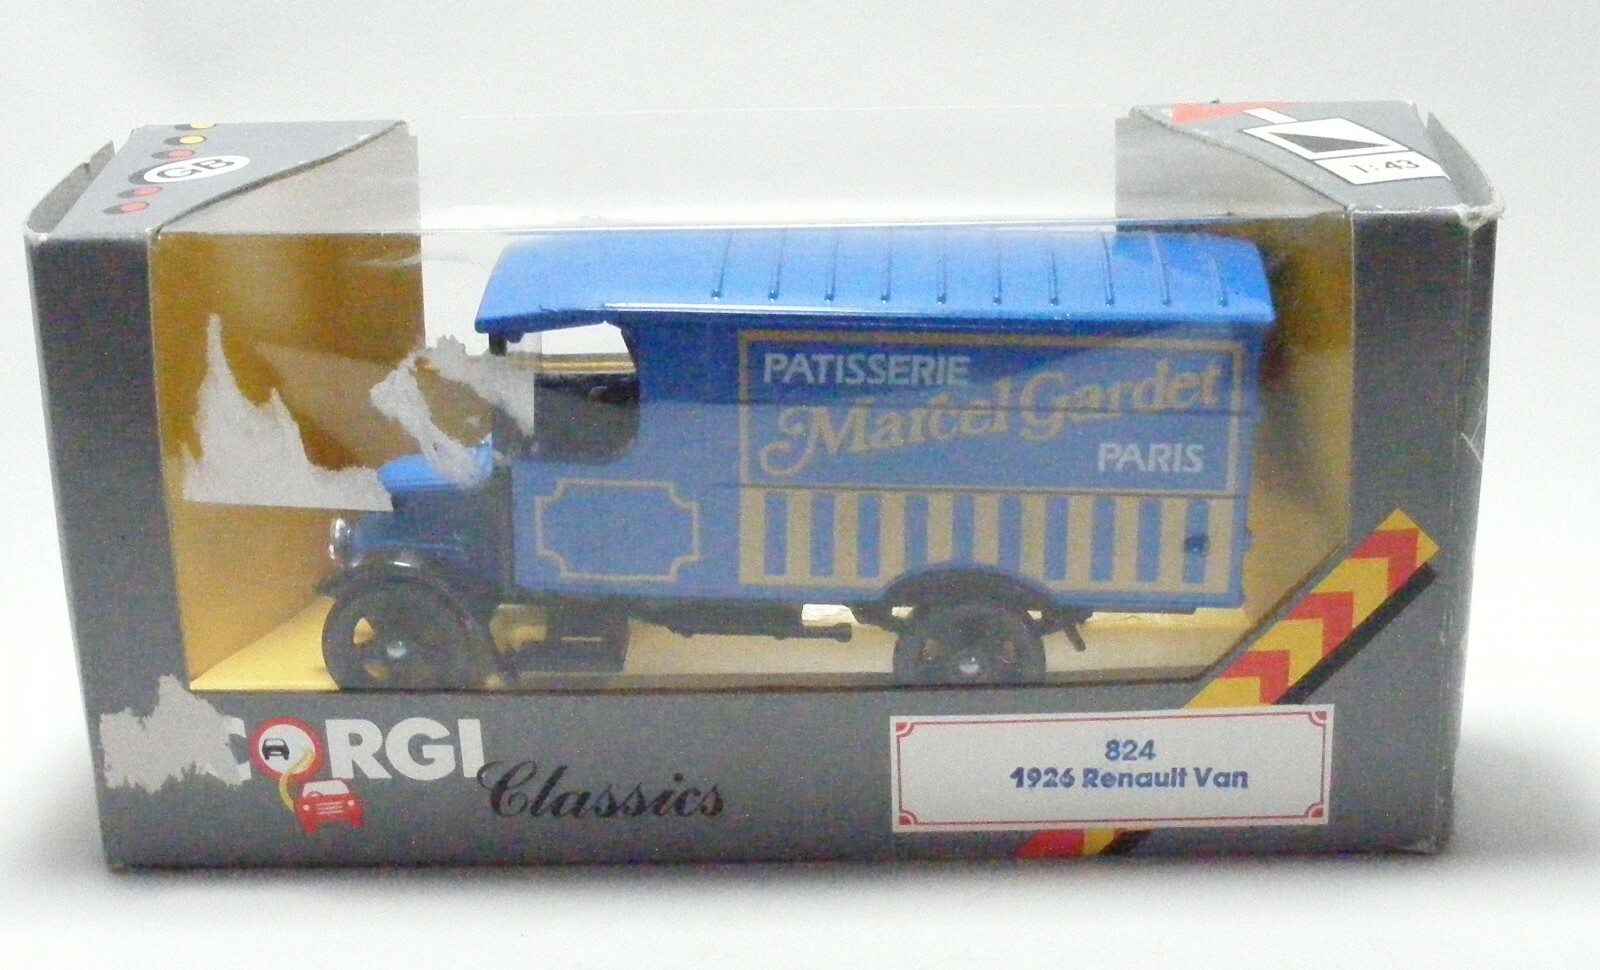 GB
1:43
PATISSERIE
Marcel Gardet
PARIS
CORGI
Classics
824
1926 Renault Van